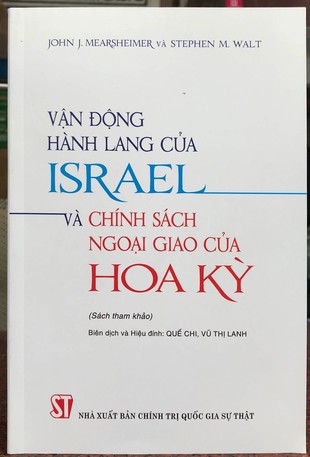 JOHN J. MEARSHEIMER VÀ STEPHEN M. WALT
VẬN ĐỘNG
HÀNH LANG CỦA
ISRAEL
VÀ CHÍNH SÁCH
NGOẠI GIAO CỦA
HOA KỲ
(Sách tham khảo)
Biên dịch và Hiệu đính: QUẾ CHI, VŨ THỊ LANH
ST NHÀ XUẤT BẢN CHÍNH TRỊ QUỐC GIA SỰ THẬT